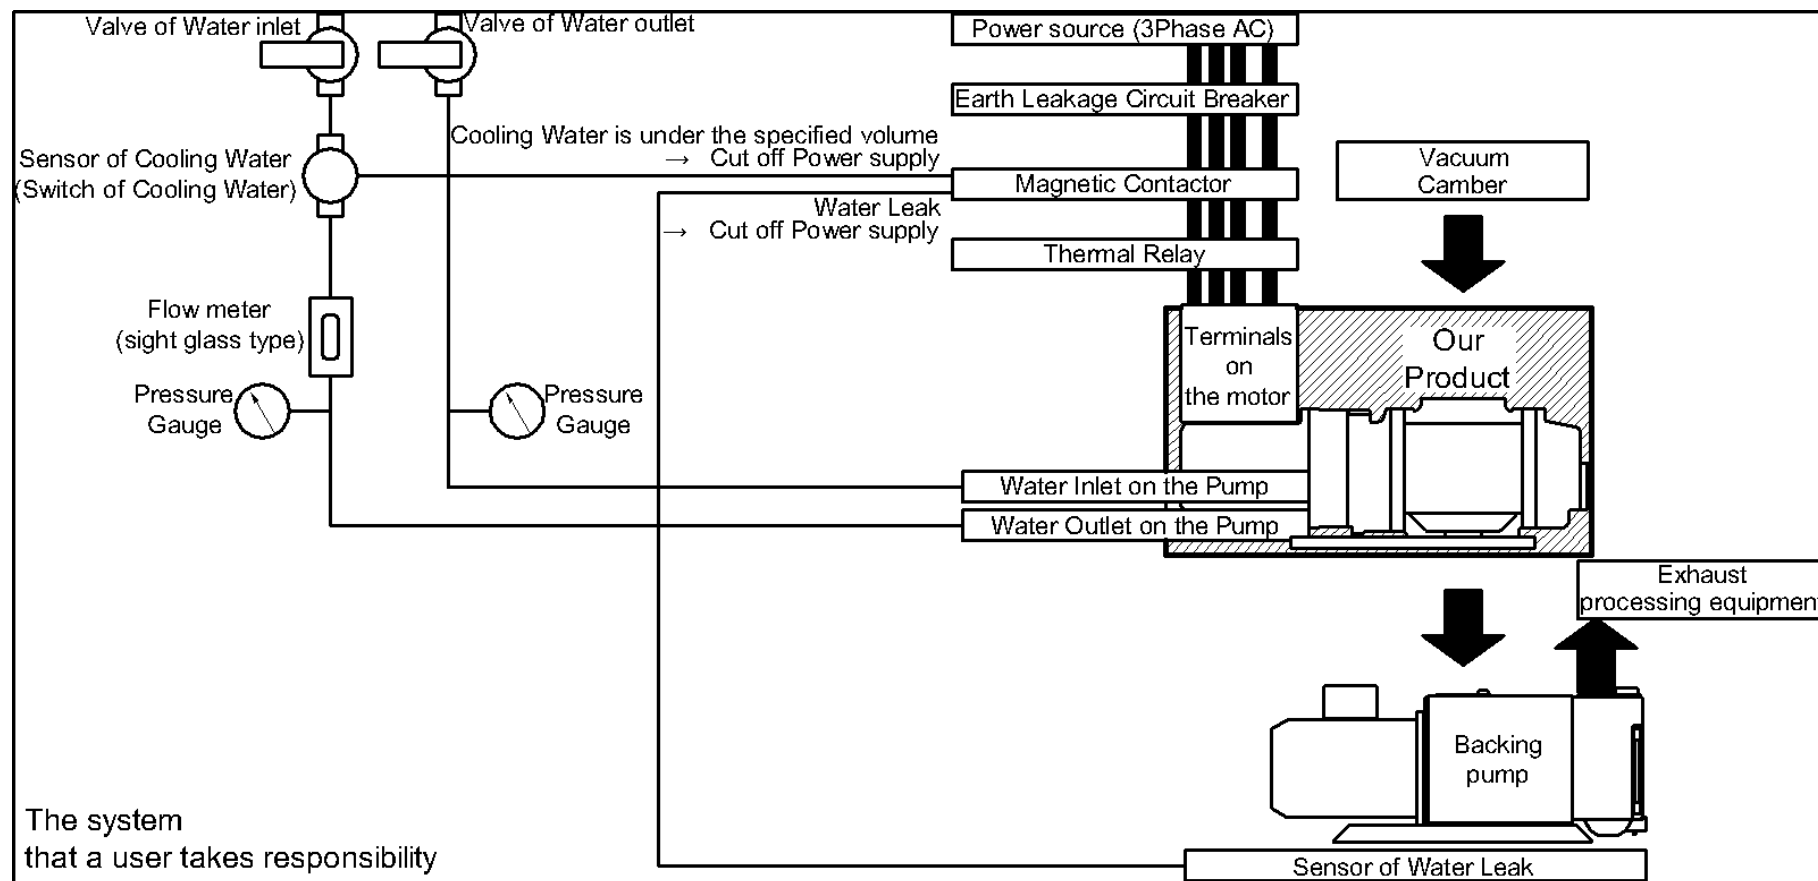 Valve of Water inlet
Valve of Water outlet
Power source (3Phase AC)
Earth Leakage Circuit Breaker
Cooling Water is under the specified volume
→ Cut off Power supply
Sensor of Cooling Water
(Switch of Cooling Water)
Magnetic Contactor
Vacuum
Camber
Water Leak
→ Cut off Power supply
Thermal Relay
Flow meter
(sight glass type)
Terminals
on
the motor
Our
Product
Pressure
Gauge
Pressure
Gauge
Water Inlet on the Pump
Water Outlet on the Pump
Exhaust
processing equipment
Backing
pump
The system
that a user takes responsibility
Sensor of Water Leak